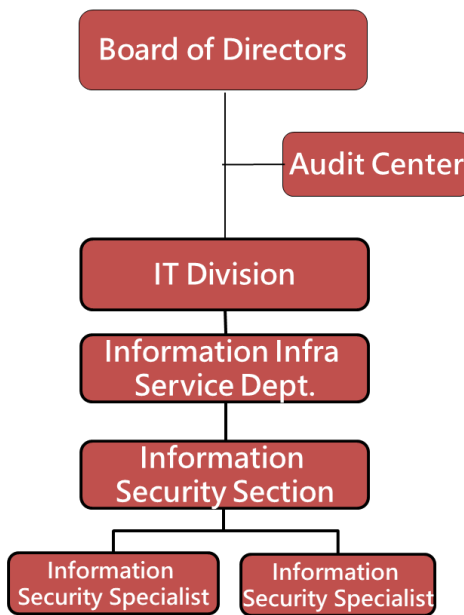 Board of Directors
Audit Center
IT Division
Information Infra
Service Dept.
Information
Security Section
Information
Security Specialist
Information
Security Specialist